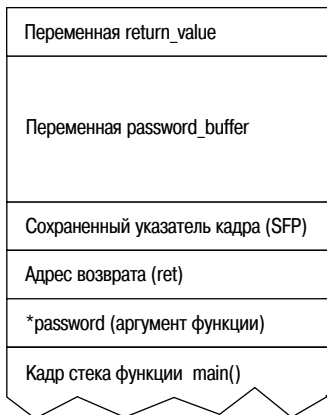 Переменная return_value
Переменная password_buffer
Сохраненный указатель кадра (SFP)
Адрес возврата (ret)
*password (аргумент функции)
Кадр стека функции main()